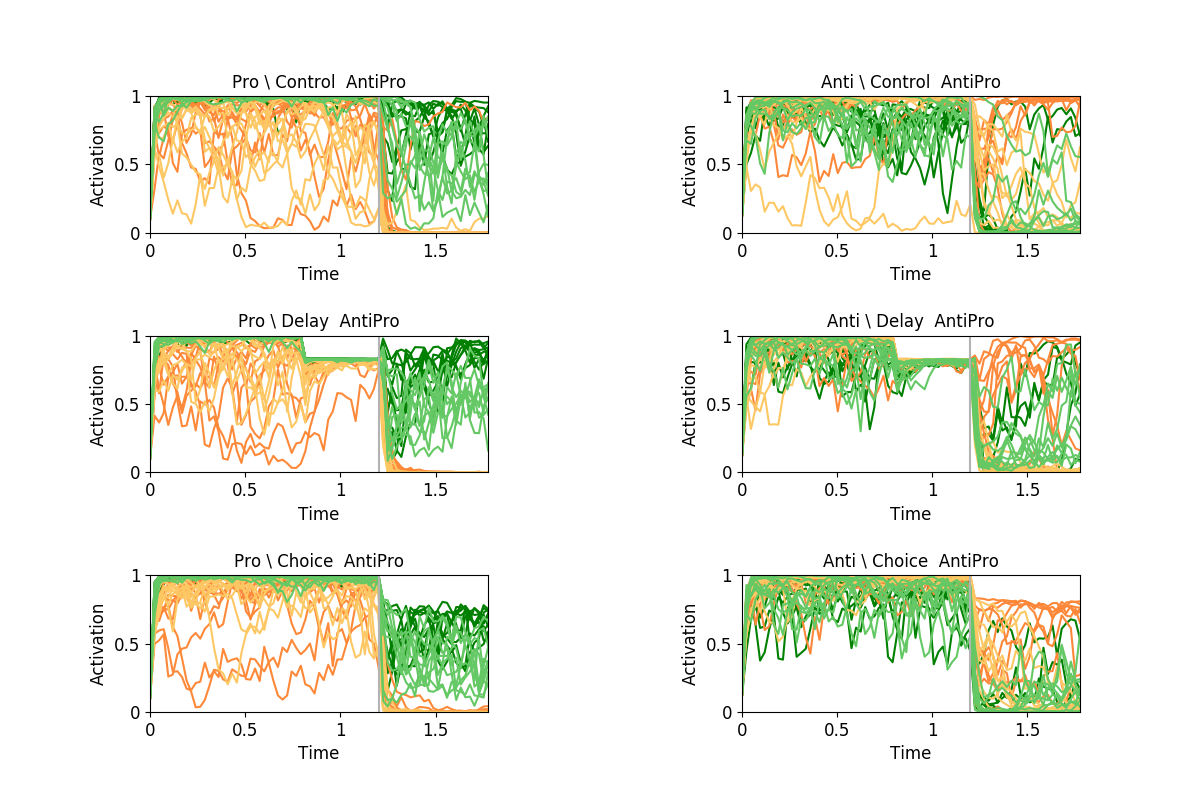 Pro \ Control  AntiPro
1
0.5
0
Activation
0 0.5 1 1.5
Time
Anti \ Control  AntiPro
1
0.5
0
Activation
0 0.5 1 1.5
Time
Pro \ Delay  AntiPro
1
0.5
0
Activation
0 0.5 1 1.5
Time
Anti \ Delay  AntiPro
1
0.5
0
Activation
0 0.5 1 1.5
Time
Pro \ Choice  AntiPro
1
0.5
0
Activation
0 0.5 1 1.5
Time
Anti \ Choice  AntiPro
1
0.5
0
Activation
0 0.5 1 1.5
Time